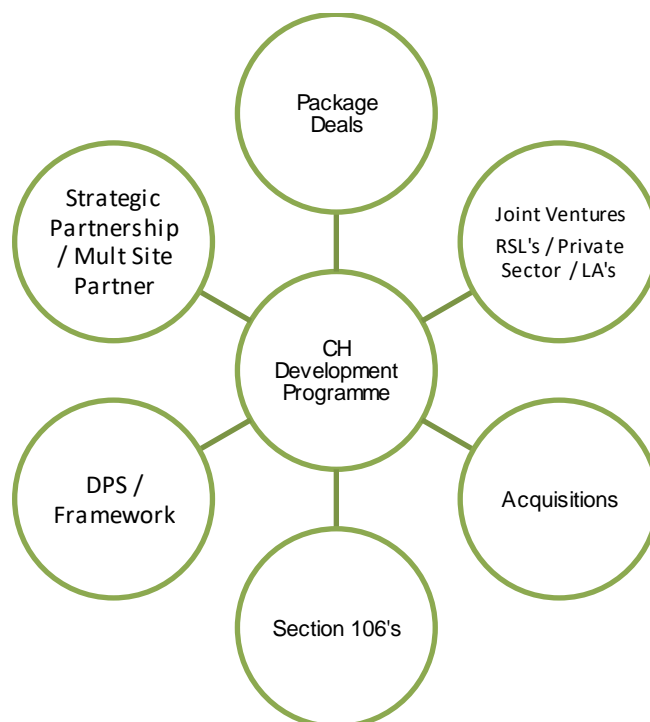 Package
Deals
Strategic
Partnership
/ Mult Site
Partner
Joint Ventures
RSL's / Private
Sector / LA's
CH
Development
Programme
DPS /
Framework
Acquisitions
Section 106's